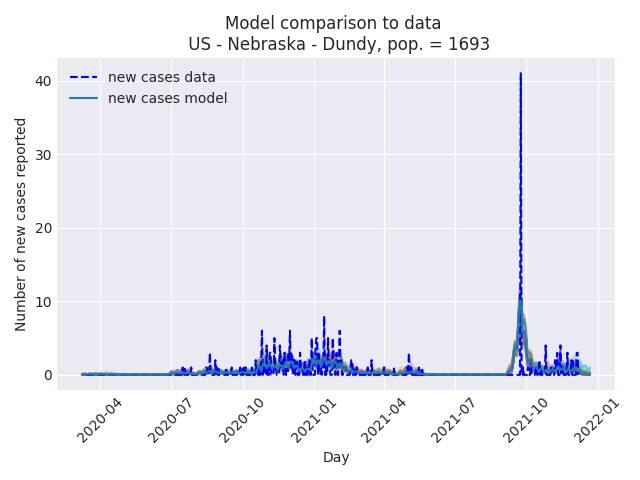 Model comparison to data
US - Nebraska - Dundy, pop. = 1693
new cases data
new cases model
Number of new cases reported
40
30
20
10
0
2020-04
2020-07
2020-10
2021-01
2021-04
2021-07
2021-10
2022-01
Day